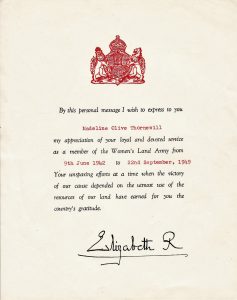 By this personal message I wish to express to you
Madeline Clive Thornewill
my appreciation of your loyal and devoted service
as a member of the Women's Land Army from
9th June 1942 to 22nd September, 1949
Your unsparing efforts at a time when the victory
of our cause depended on the utmost use of the
resources of our land have earned for you the
country's gratitude.
Elizabeth R